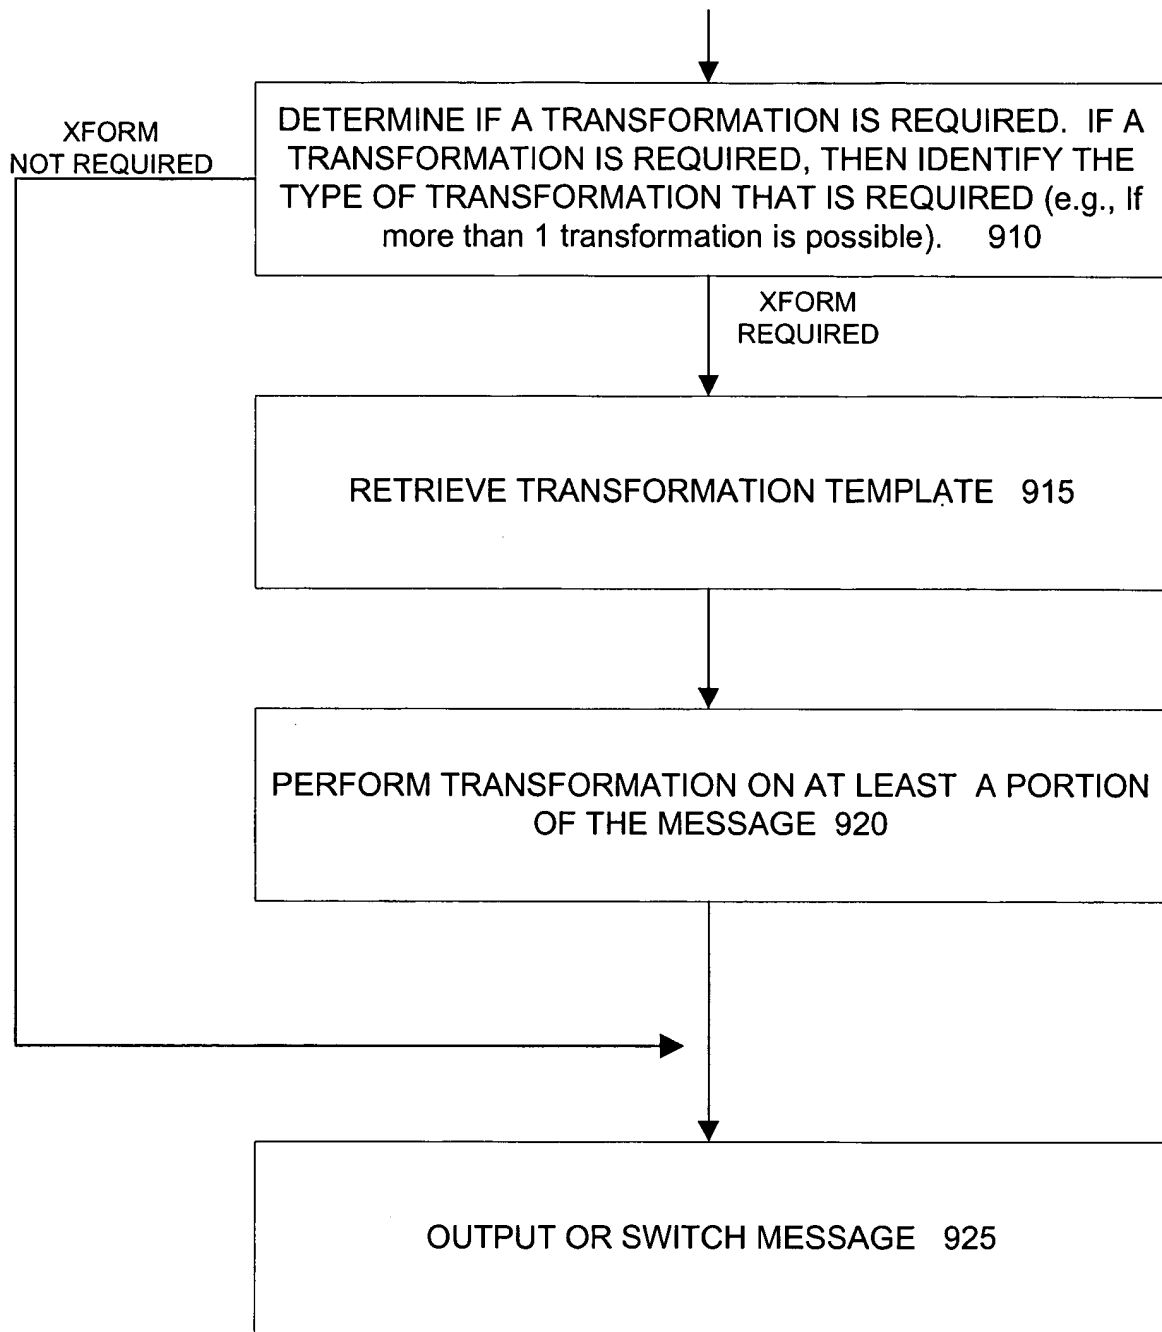 XFORM
NOT REQUIRED
DETERMINE IF A TRANSFORMATION IS REQUIRED. IF A
TRANSFORMATION IS REQUIRED, THEN IDENTIFY THE
TYPE OF TRANSFORMATION THAT IS REQUIRED (e.g., If
more than 1 transformation is possible). 910
XFORM
REQUIRED
RETRIEVE TRANSFORMATION TEMPLATE 915
PERFORM TRANSFORMATION ON AT LEAST A PORTION
OF THE MESSAGE 920
OUTPUT OR SWITCH MESSAGE 925